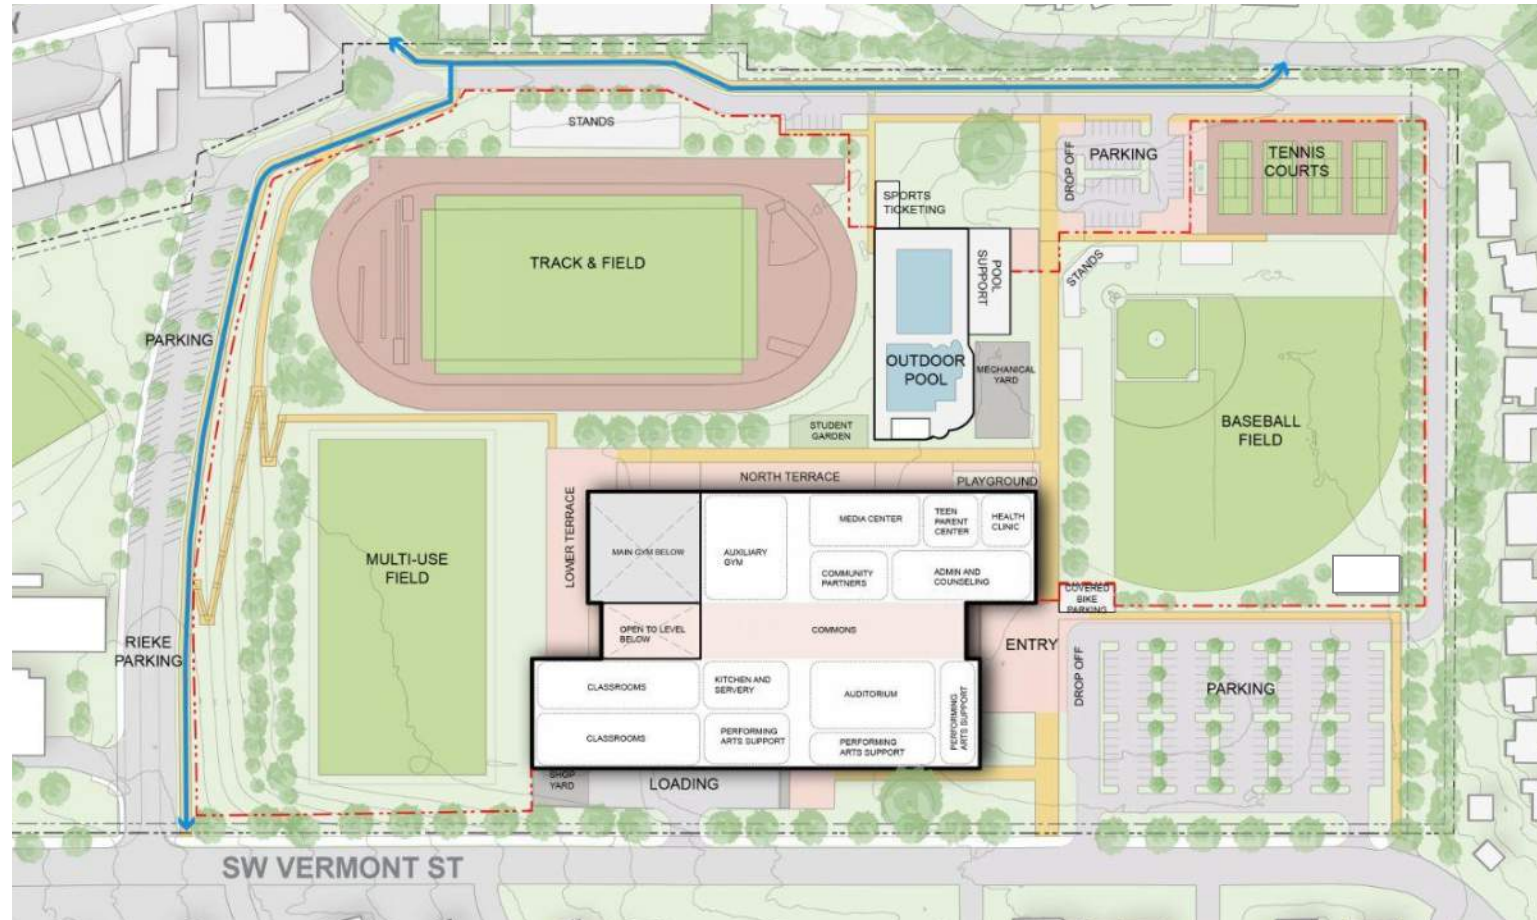 STANDS
PARKING
DROP OFF
TENNIS
COURTS
SPORTS
TICKETING
TRACK & FIELD
POOL
SUPPORT
STANDS
PARKING
OUTDOOR
POOL
MECHANICAL
YARD
STUDENT
GARDEN
BASEBALL
FIELD
NORTH TERRACE
PLAYGROUND
LOWER TERRACE
MULTI-USE
FIELD
MAIN GYM BELOW
AUXILIARY
GYM
MEDIA CENTER
TEEN
PARENT
CENTER
HEALTH
CLINIC
COMMUNITY
PARTNERS
ADMIN AND
COUNSELING
COVERED
BIKE
PARKING
RIEKE
PARKING
OPEN TO LEVEL
BELOW
COMMONS
ENTRY
DROP OFF
PARKING
CLASSROOMS
KITCHEN AND
SERVERY
AUDITORIUM
PERFORMING
ARTS SUPPORT
CLASSROOMS
PERFORMING
ARTS SUPPORT
PERFORMING
ARTS SUPPORT
SHOP
YARD
LOADING
SW VERMONT ST